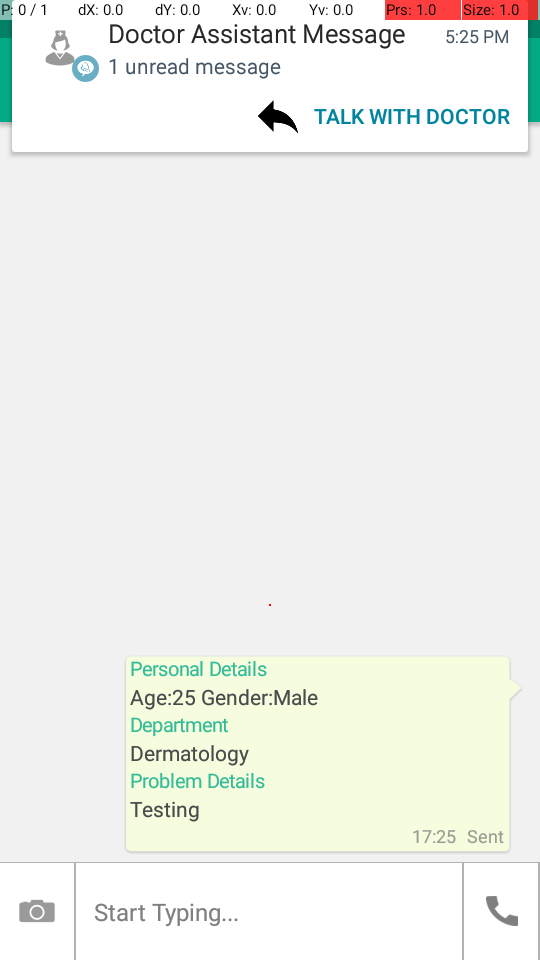 P: 0 / 1 dX: 0.0 dY: 0.0 Xv: 0.0 Yv: 0.0 Prs: 1.0 Size: 1.0
Doctor Assistant Message 5:25 PM
1 unread message
TALK WITH DOCTOR
Personal Details
Age:25 Gender:Male
Department
Dermatology
Problem Details
Testing
17:25 Sent
Start Typing...